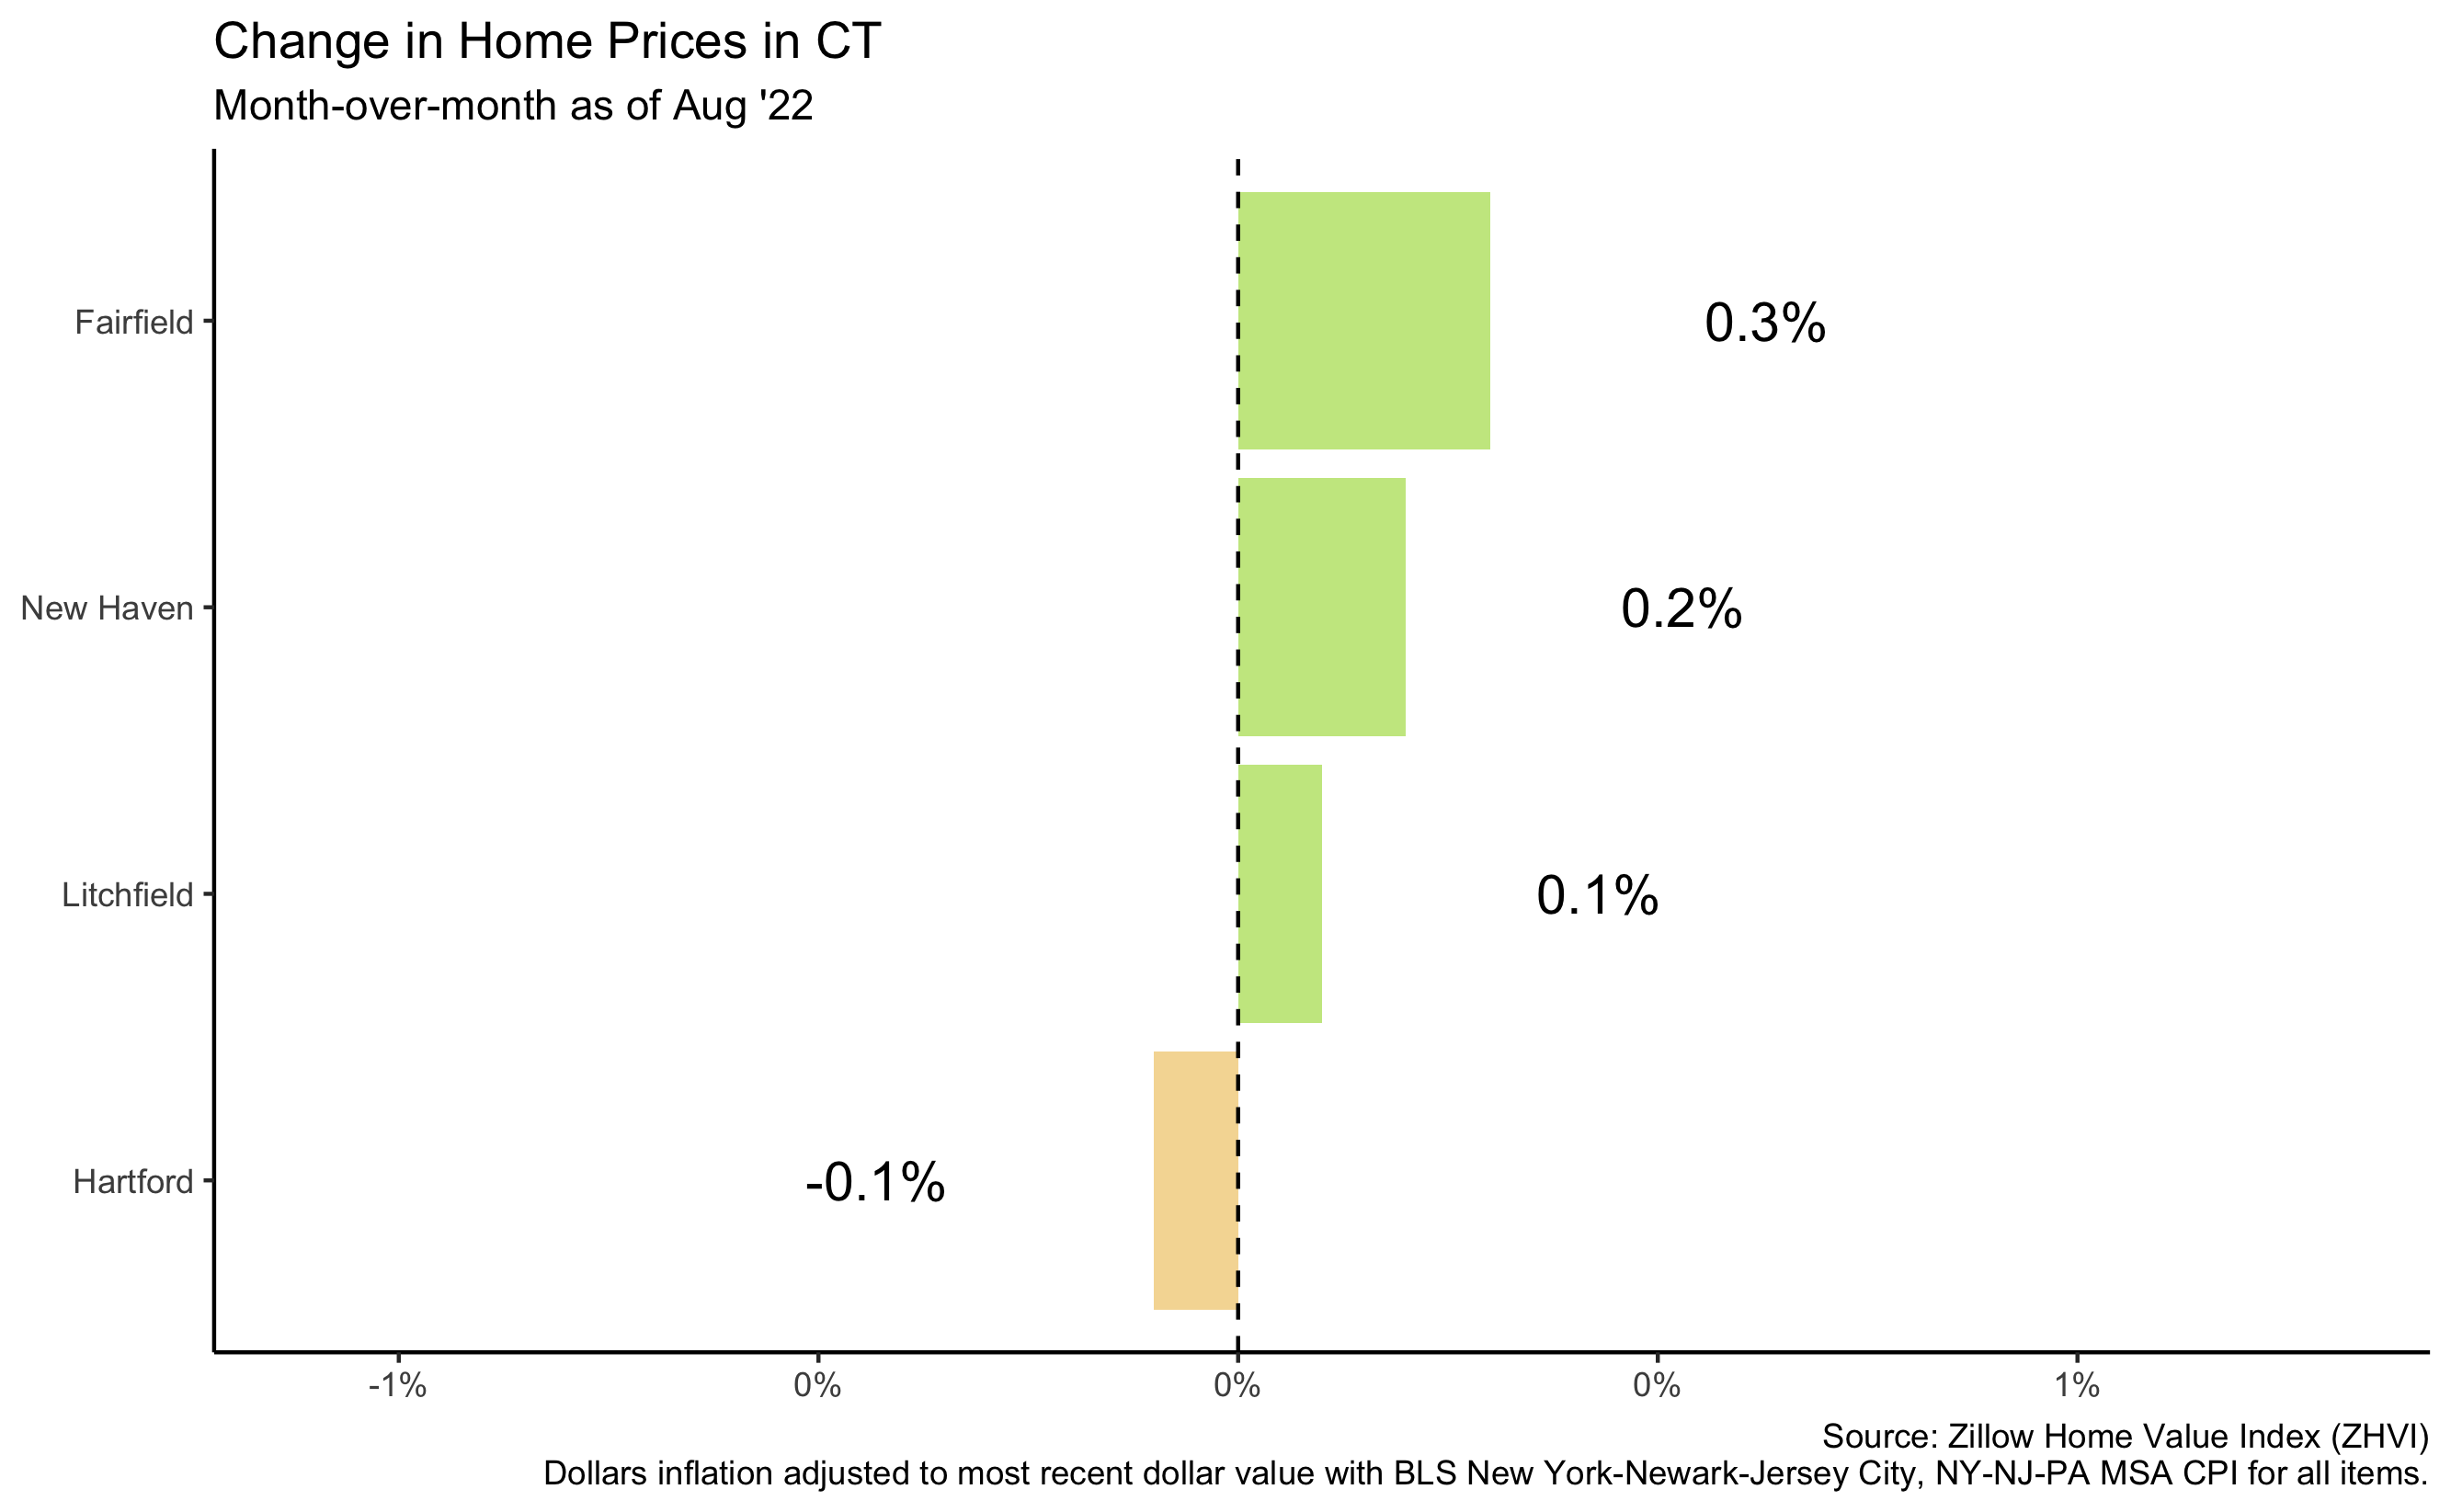 Change in Home Prices in CT
Month-over-month as of Aug '22
Fairfield
0.3%
New Haven
0.2%
Litchfield
0.1%
Hartford
-0.1%
-1%
0%
0%
0%
1%
Source: Zillow Home Value Index (ZHVI)
Dollars inflation adjusted to most recent dollar value with BLS New York-Newark-Jersey City, NY-NJ-PA MSA CPI for all items.